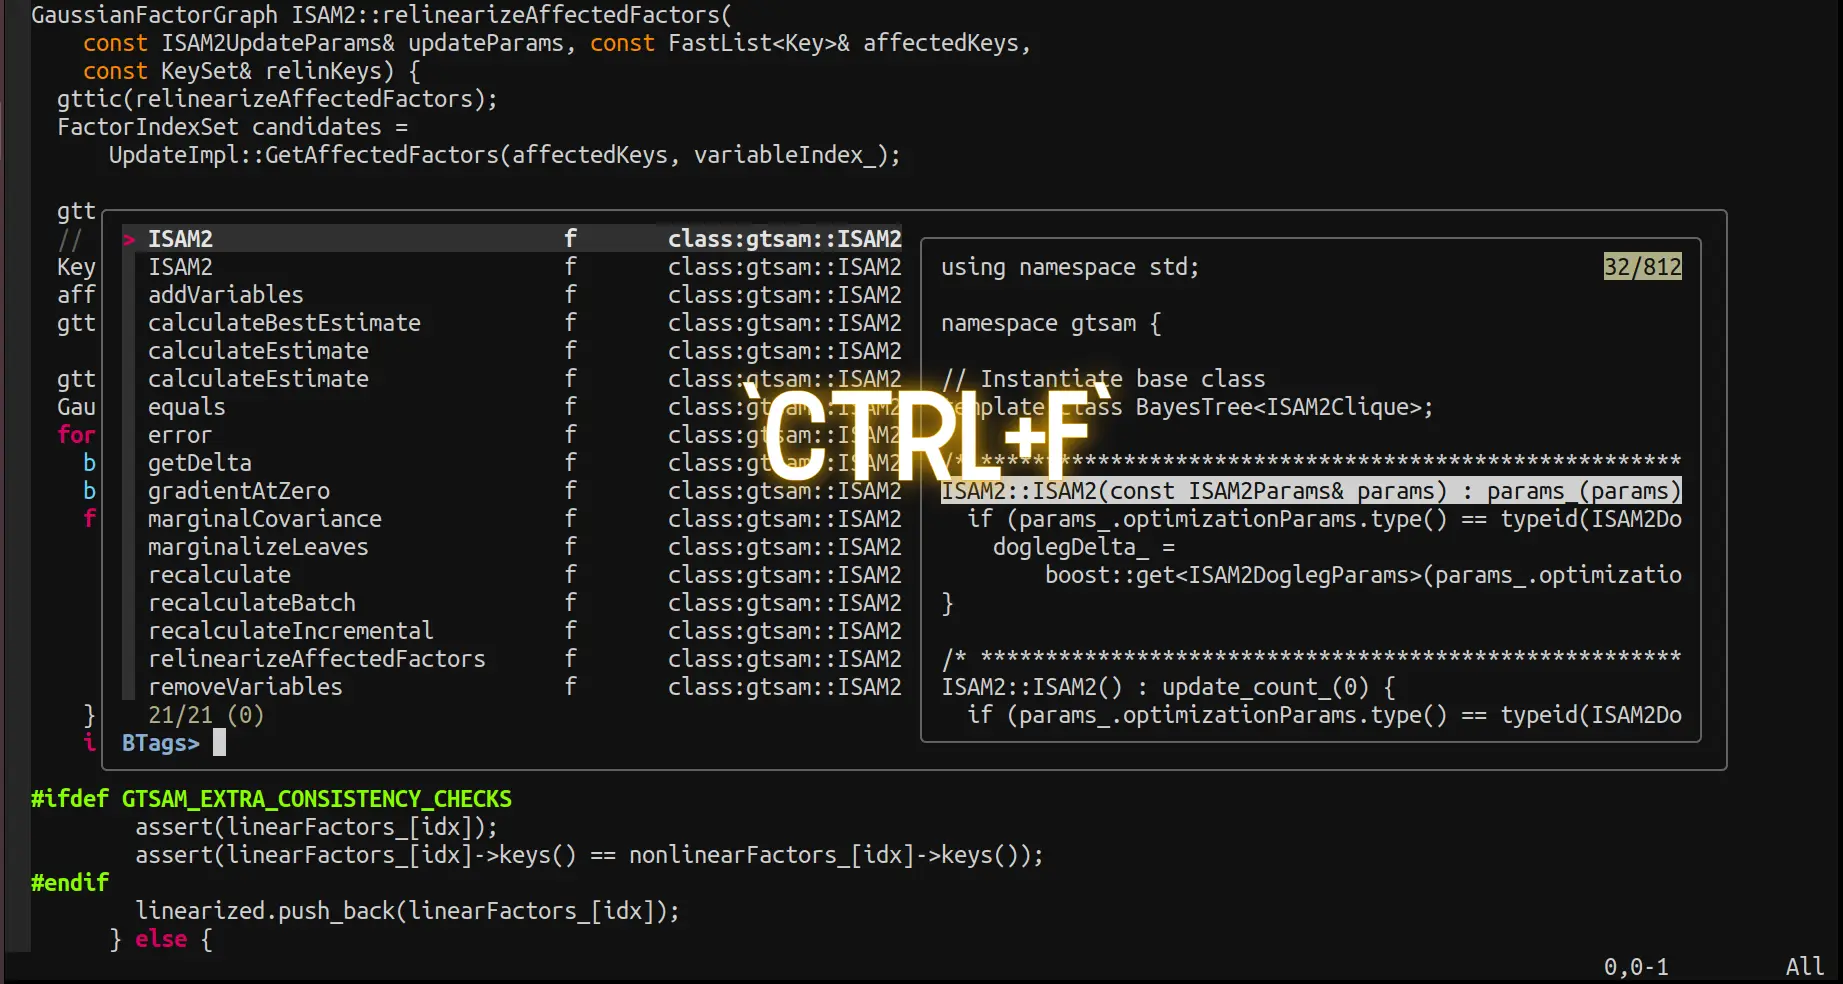 GaussianFactorGraph ISAM2::relinearizeAffectedFactors(
const ISAM2UpdateParams& updateParams, const FastList<Key>& affectedKeys,
const KeySet& relinKeys) {
gttic(relinearizeAffectedFactors);
FactorIndexSet candidates =
UpdateImpl::GetAffectedFactors(affectedKeys, variableIndex_);
gtt
//
Key
aff
gtt
gtt
Gau
for
b
b
f
}
i
> ISAM2 f class:gtsam::ISAM2
ISAM2 f class:gtsam::ISAM2
addVariables f class:gtsam::ISAM2
calculateBestEstimate f class:gtsam::ISAM2
calculateEstimate f class:gtsam::ISAM2
calculateEstimate f class:gtsam::ISAM2
equals f class:gtsam::ISAM2
error f class:gtsam::ISAM2
getDelta f class:gtsam::ISAM2
gradientAtZero f class:gtsam::ISAM2
marginalCovariance f class:gtsam::ISAM2
marginalizeLeaves f class:gtsam::ISAM2
recalculate f class:gtsam::ISAM2
recalculateBatch f class:gtsam::ISAM2
recalculateIncremental f class:gtsam::ISAM2
relinearizeAffectedFactors f class:gtsam::ISAM2
removeVariables f class:gtsam::ISAM2
21/21 (0)
BTags>
using namespace std; 32/812
namespace gtsam {
// Instantiate base class
template class BayesTree<ISAM2Clique>;
/* ******************************************************
ISAM2::ISAM2(const ISAM2Params& params) : params_(params)
if (params_.optimizationParams.type() == typeid(ISAM2Do
doglegDelta_ =
boost::get<ISAM2DoglegParams>(params_.optimizatio
}
/* ******************************************************
ISAM2::ISAM2() : update_count_(0) {
if (params_.optimizationParams.type() == typeid(ISAM2Do
`CTRL+F`
#ifdef GTSAM_EXTRA_CONSISTENCY_CHECKS
assert(linearFactors_[idx]);
assert(linearFactors_[idx]->keys() == nonlinearFactors_[idx]->keys());
#endif
linearized.push_back(linearFactors_[idx]);
} else {
0,0-1 All